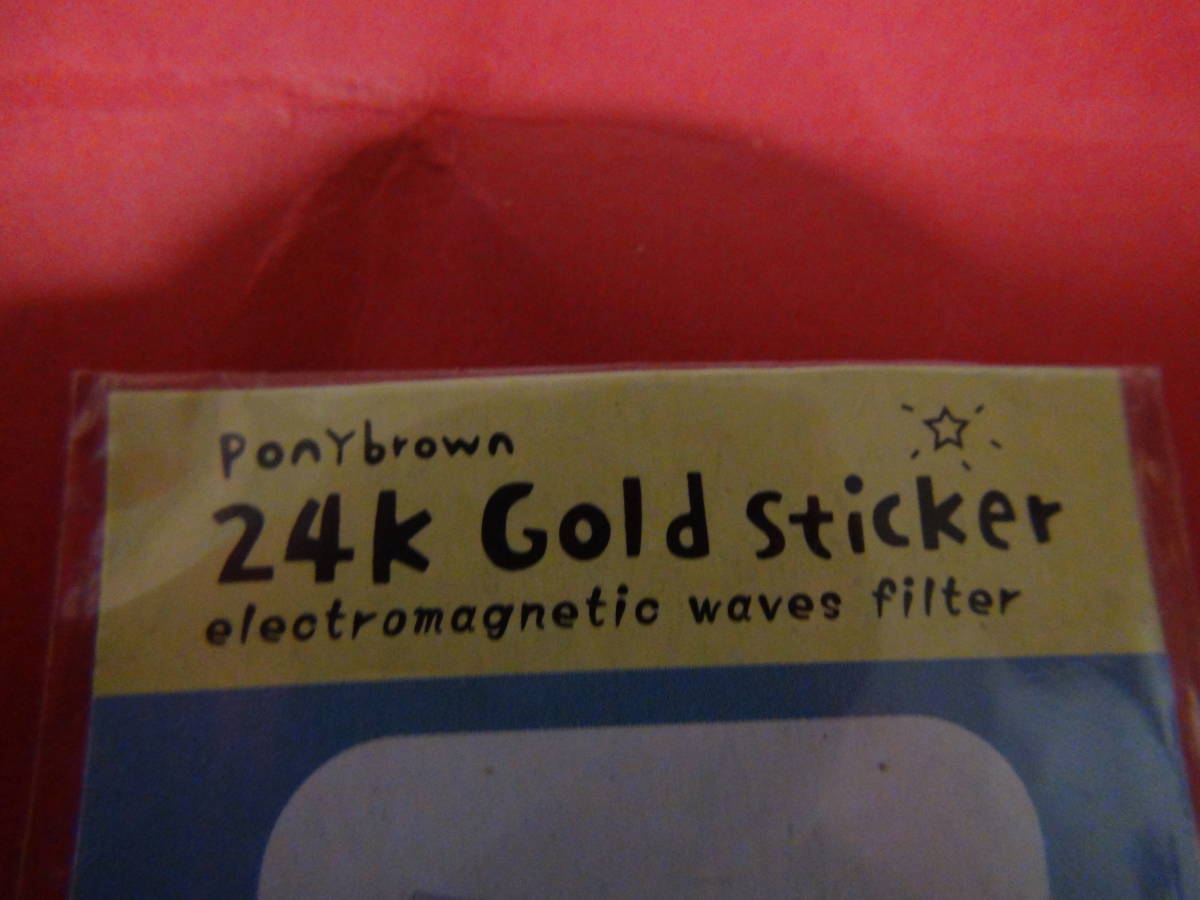 Ponybrown
24k Gold Sticker
electromagnetic waves filter